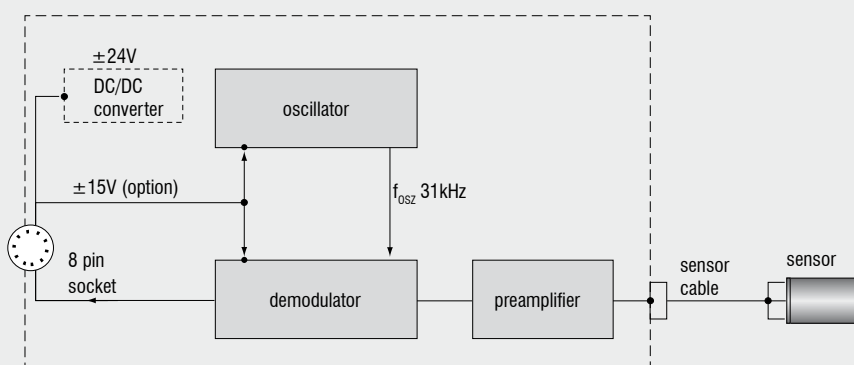 ±24V
DC/DC
converter
oscillator
±15V (option)
fosz 31kHz
8 pin
socket
demodulator
preamplifier
sensor
cable
sensor